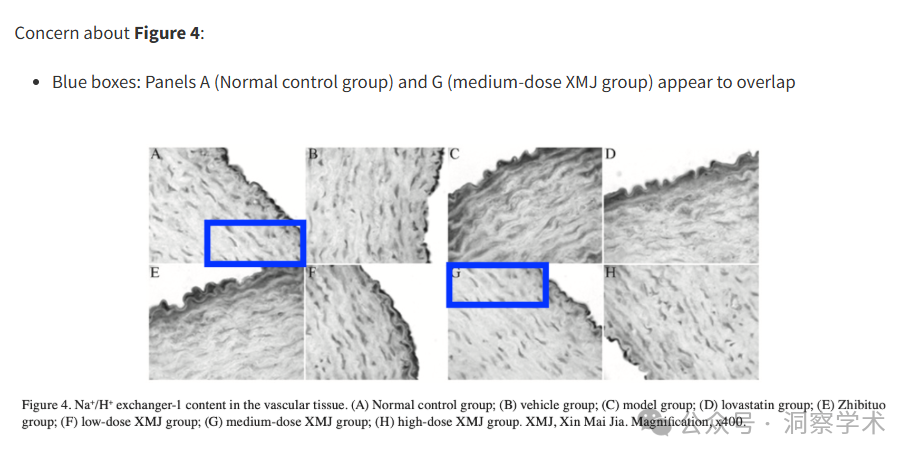 Concern about Figure 4:
• Blue boxes: Panels A (Normal control group) and G (medium-dose XMJ group) appear to overlap
A B C D
E F G H
Figure 4. Na⁺/H⁺ exchanger-1 content in the vascular tissue. (A) Normal control group; (B) vehicle group; (C) model group; (D) lovastatin group; (E) Zhibituo
group; (F) low-dose XMJ group; (G) medium-dose XMJ group; (H) high-dose XMJ group. XMJ, Xin Mai Jia. Magnification, x400.
公众号 · 洞察学术